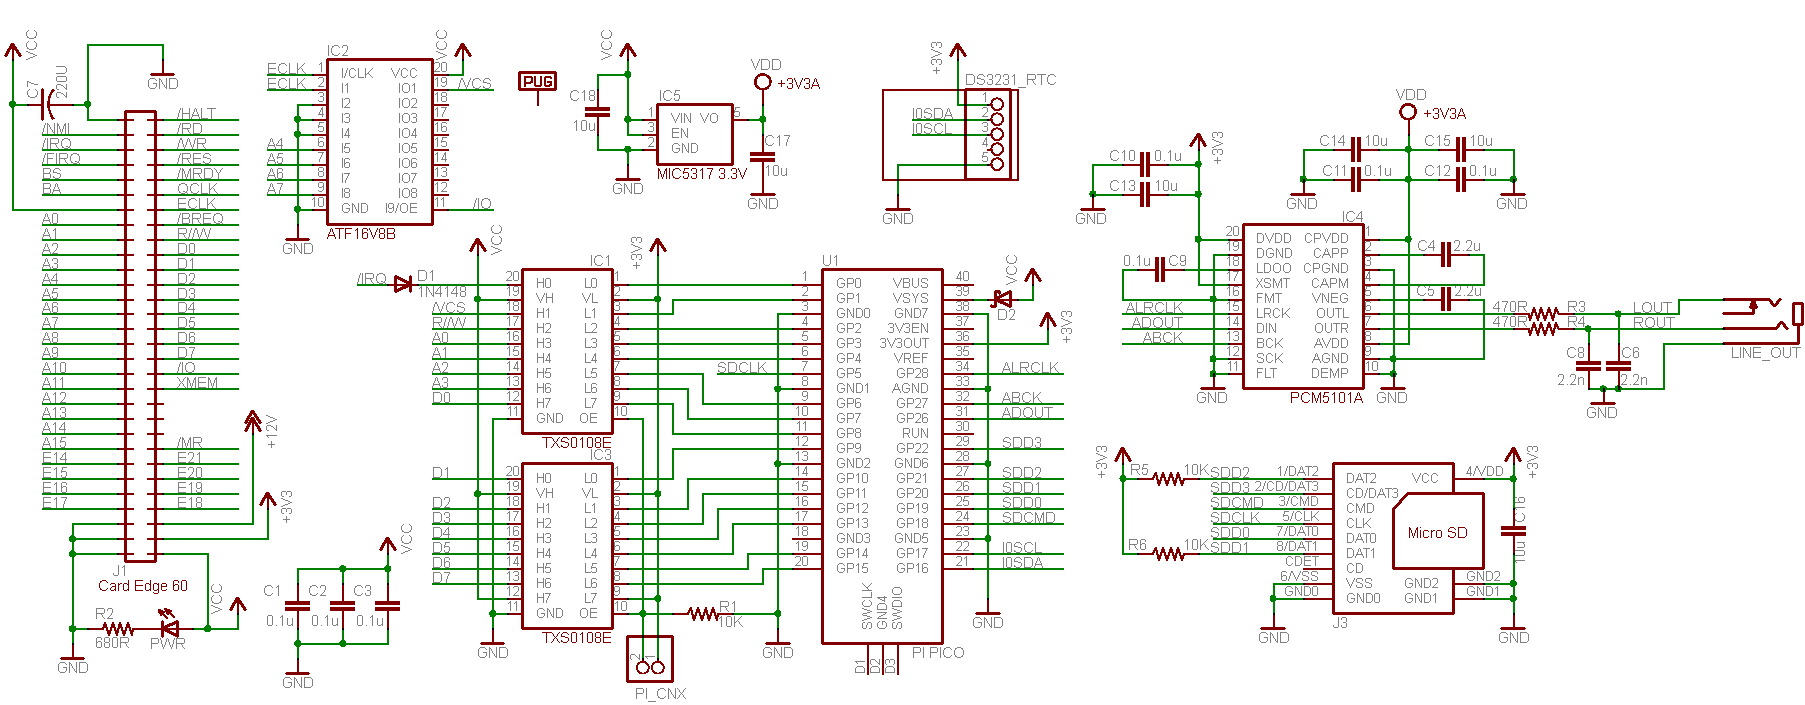 VCC
C7
220U
GND
/HALT
/NMI
/RD
/IRQ
/WR
/FIRQ
/RES
BS
/MRDY
BA
QCLK
ECLK
A0
/BREQ
A1
R//W
A2
D0
A3
D1
A4
D2
A5
D3
A6
D4
A7
D5
A8
D6
A9
D7
A10
/IO
A11
XMEM
A12
A13
A14
A15
/MR
E14
E21
E15
E20
E16
E19
E17
E18
+12V
+3V3
J1
Card Edge 60
R2
680R
PWR
VCC
GND
VCC
C1
C2
C3
0.1u
0.1u
0.1u
GND
IC2
VCC
ECLK 1 I/CLK VCC 20
ECLK 2 I1 IO1 19 /VCS
3 I2 IO2 18
4 I3 IO3 17
5 I4 IO4 16
A4 6 I5 IO5 15
A5 7 I6 IO6 14
A6 8 I7 IO7 13
A7 9 I8 IO8 12
10 GND I9/OE 11 /IO
ATF16V8B
GND
PUG
VCC
C18
10u
IC5
1 VIN VO 5
3 EN
2 GND
MIC5317 3.3V
GND
VDD
+3V3A
C17
10u
GND
+3V3
DS3231_RTC
1
I0SDA 2
I0SCL 3
4
5
GND
VCC
+3V3
IC1
/IRQ
D1
1N4148
20 H0 L0 1
19 VH VL 2
/VCS 18 H1 L1 3
R//W 17 H2 L2 4
A0 16 H3 L3 5
A1 15 H4 L4 6
A2 14 H5 L5 7
A3 13 H6 L6 8
D0 12 H7 L7 9
11 GND OE 10
TXS0108E
IC3
D1 20 H0 L0 1
19 VH VL 2
D2 18 H1 L1 3
D3 17 H2 L2 4
D4 16 H3 L3 5
D5 15 H4 L4 6
D6 14 H5 L5 7
D7 13 H6 L6 8
12 H7 L7 9
11 GND OE 10
TXS0108E
GND
R1
10K
GND
2
1
PI_CNX
U1
1 GP0 VBUS 40
2 GP1 VSYS 39
3 GND0 GND7 38
4 GP2 3V3EN 37
5 GP3 3V3OUT 36
6 GP4 VREF 35
SDCLK 7 GP5 GP28 34 ALRCLK
8 GND1 AGND 33
9 GP6 GP27 32 ABCK
10 GP7 GP26 31 ADOUT
11 GP8 RUN 30
12 GP9 GP22 29 SDD3
13 GND2 GND6 28
14 GP10 GP21 27 SDD2
15 GP11 GP20 26 SDD1
16 GP12 GP19 25 SDD0
17 GP13 GP18 24 SDCMD
18 GND3 GND5 23
19 GP14 GP17 22 I0SCL
20 GP15 GP16 21 I0SDA
SWCLK
GND4
SWDIO
D1
D2
D3
PI PICO
VCC
D2
+3V3
GND
+3V3
C10
0.1u
C13
10u
GND
VDD
+3V3A
C14
10u
C15
10u
C11
0.1u
C12
0.1u
GND
GND
IC4
20 DVDD CPVDD 1
19 DGND CAPP 2
18 LDOO CPGND 3
17 XSMT CAPM 4
16 FMT VNEG 5
ALRCLK 15 LRCK OUTL 6
ADOUT 14 DIN OUTR 7
ABCK 13 BCK AVDD 8
12 SCK AGND 9
11 FLT DEMP 10
PCM5101A
0.1u
C9
C4
2.2u
C5
2.2u
GND
GND
470R
R3
LOUT
470R
R4
ROUT
C8
2.2n
C6
2.2n
GND
LINE_OUT
+3V3
R5
10K
R6
10K
SDD2 1/DAT2 DAT2 VCC 4/VDD
SDD3 2/CD/DAT3 CD/DAT3
SDCMD 3/CMD CMD
SDCLK 5/CLK CLK
SDD0 7/DAT0 DAT0
SDD1 8/DAT1 DAT1
CDET CD
6/VSS VSS GND2 GND2
GND0 GND0 GND1 GND1
Micro SD
J3
+3V3
C16
10u
GND
GND